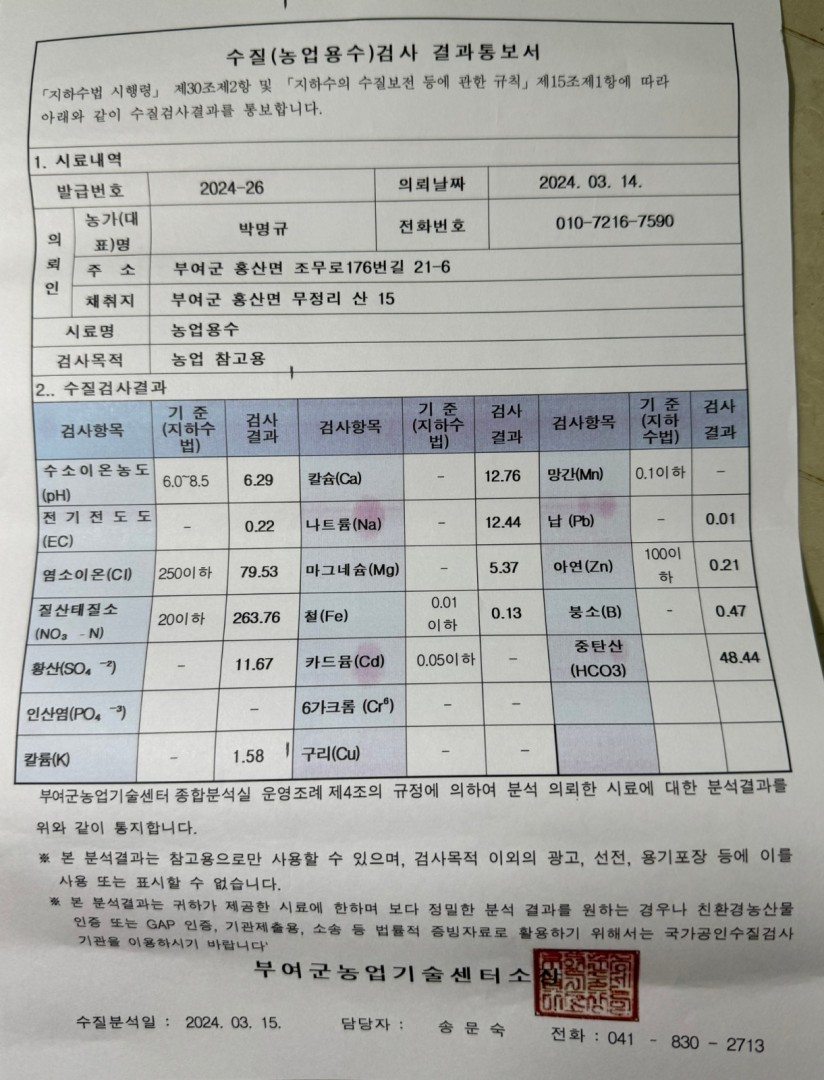 수질(농업용수)검사 결과통보서
「지하수법 시행령」 제30조제2항 및 「지하수의 수질보전 등에 관한 규칙」제15조제1항에 따라
아래와 같이 수질검사결과를 통보합니다.
1. 시료내역
발급번호 2024-26 의뢰날짜 2024. 03. 14.
의뢰인 농가(대표)명 박명규 전화번호 010-7216-7590
주 소 부여군 홍산면 조무로176번길 21-6
채취지 부여군 홍산면 무정리 산 15
시료명 농업용수
검사목적 농업 참고용
2.. 수질검사결과
검사항목 기 준(지하수법) 검사결과 검사항목 기 준(지하수법) 검사결과 검사항목 기 준(지하수법) 검사결과
수소이온농도(pH) 6.0~8.5 6.29 칼슘(Ca) - 12.76 망간(Mn) 0.1이하 -
전기전도도(EC) - 0.22 나트륨(Na) - 12.44 납 (Pb) - 0.01
염소이온(Cl) 250이하 79.53 마그네슘(Mg) - 5.37 아연(Zn) 100이하 0.21
질산태질소(NO₃ - N) 20이하 263.76 철(Fe) 0.01이하 0.13 붕소(B) - 0.47
황산(SO₄ ⁻²) - 11.67 카드뮴(Cd) 0.05이하 - 중탄산(HCO3) 48.44
인산염(PO₄ ⁻³) - 6가크롬 (Cr⁶) - -
칼륨(K) - 1.58 구리(Cu) - -
부여군농업기술센터 종합분석실 운영조례 제4조의 규정에 의하여 분석 의뢰한 시료에 대한 분석결과를
위와 같이 통지합니다.
※ 본 분석결과는 참고용으로만 사용할 수 있으며, 검사목적 이외의 광고, 선전, 용기포장 등에 이를
사용 또는 표시할 수 없습니다.
※ 본 분석결과는 귀하가 제공한 시료에 한하며 보다 정밀한 분석 결과를 원하는 경우나 친환경농산물
인증 또는 GAP 인증, 기관제출용, 소송 등 법률적 증빙자료로 활용하기 위해서는 국가공인수질검사
기관을 이용하시기 바랍니다'
부여군농업기술센터소장
수질분석일 : 2024. 03. 15. 담당자 : 송 문 숙 전화 : 041 - 830 - 2713